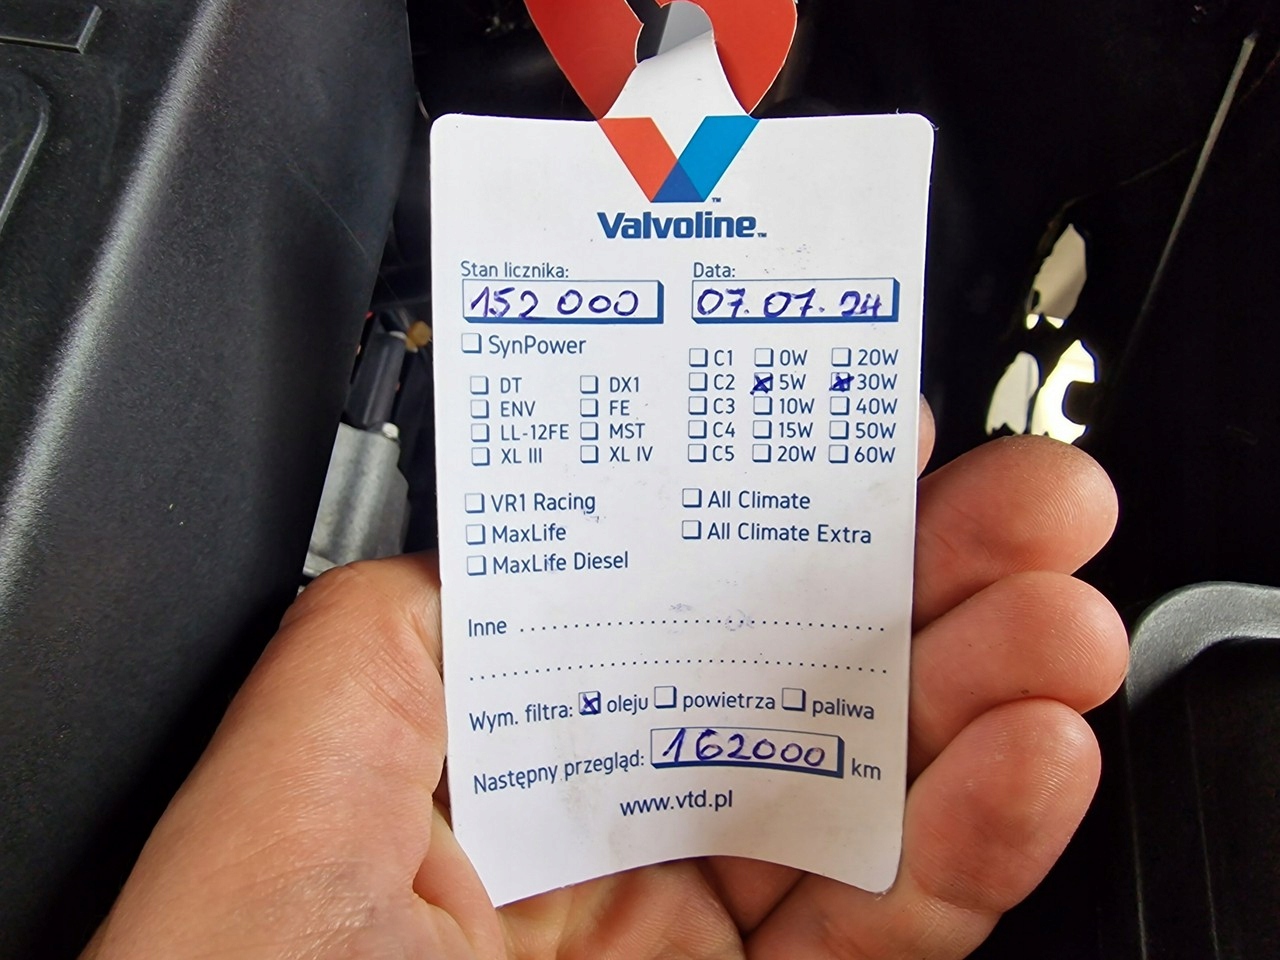 Valvoline™
Stan licznika: Data:
152 000 07.07.24
SynPower
C1 0W 20W
DT DX1 C2 5W 30W
ENV FE C3 10W 40W
LL-12FE MST C4 15W 50W
XL III XL IV C5 20W 60W
VR1 Racing All Climate
MaxLife All Climate Extra
MaxLife Diesel
Inne
Wym. filtra: oleju powietrza paliwa
Następny przegląd: 162000 km
www.vtd.pl